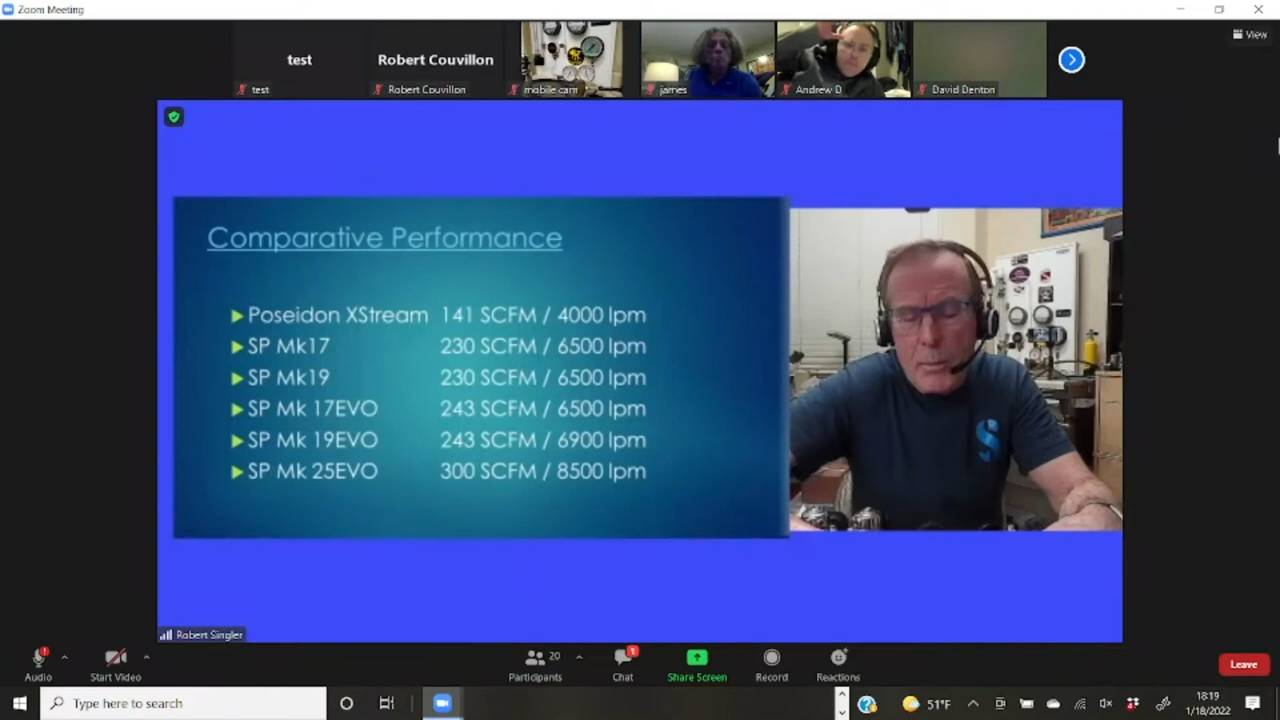 Zoom Meeting
View
test
Robert Couvillon
test
Robert Couvillon
mobile cam
james
Andrew D
David Denton
Comparative Performance
Poseidon XStream 141 SCFM / 4000 lpm
SP Mk17 230 SCFM / 6500 lpm
SP Mk19 230 SCFM / 6500 lpm
SP Mk 17EVO 243 SCFM / 6500 lpm
SP Mk 19EVO 243 SCFM / 6900 lpm
SP Mk 25EVO 300 SCFM / 8500 lpm
Robert Singler
Audio
Start Video
Participants
20
Chat
1
Share Screen
Record
Reactions
Leave
Type here to search
51°F
18:19
1/18/2022